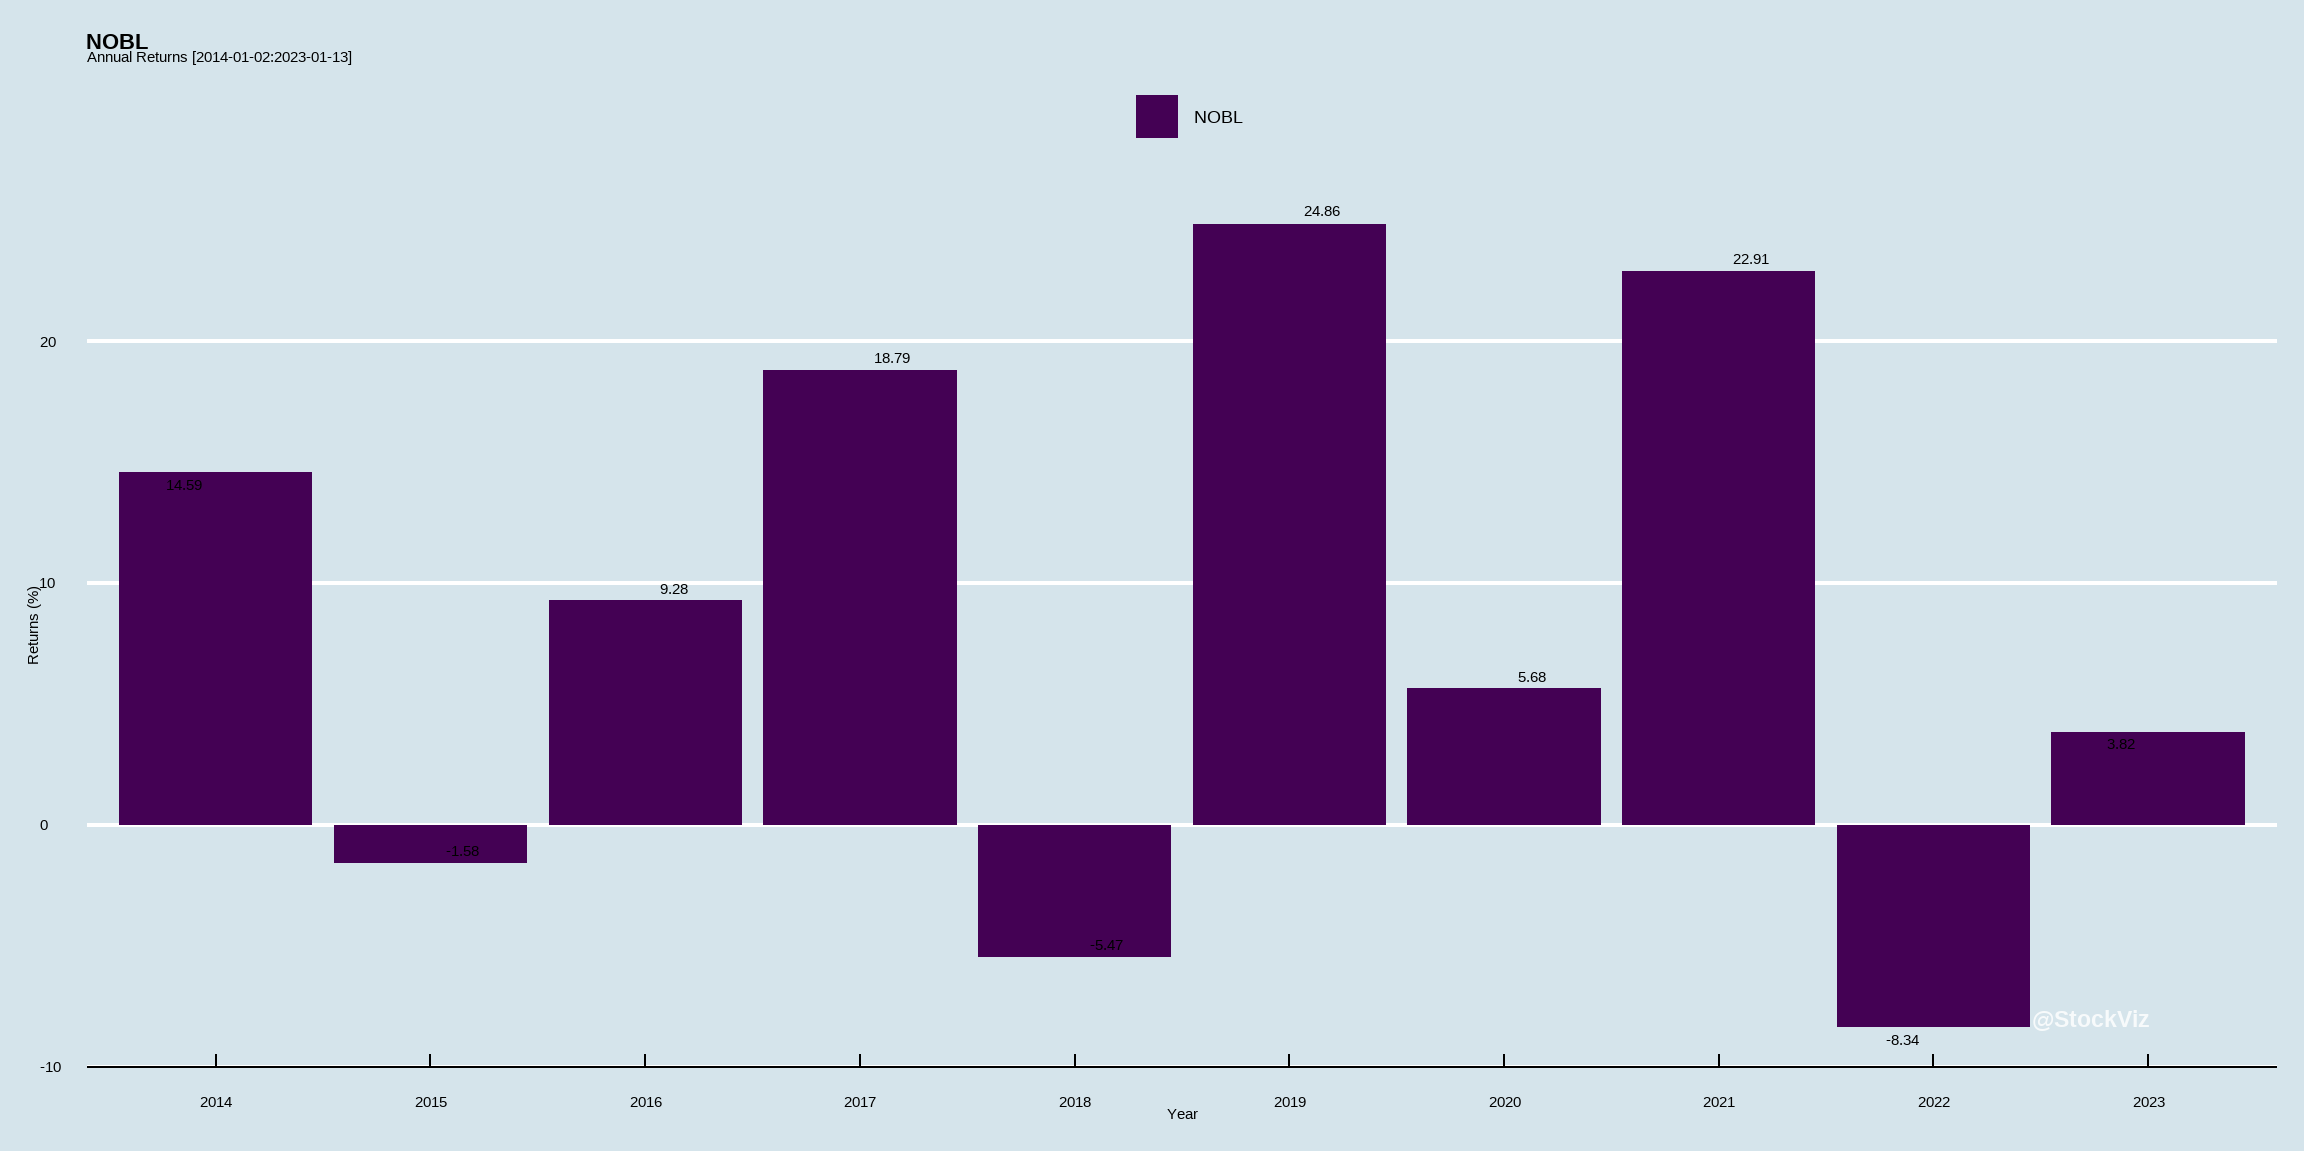 NOBL
Annual Returns [2014-01-02:2023-01-13]
NOBL
24.86
22.91
20
18.79
14.59
10
9.28
Returns (%)
5.68
3.82
0
-1.58
-5.47
@StockViz
-8.34
-10
2014 2015 2016 2017 2018 2019 2020 2021 2022 2023
Year